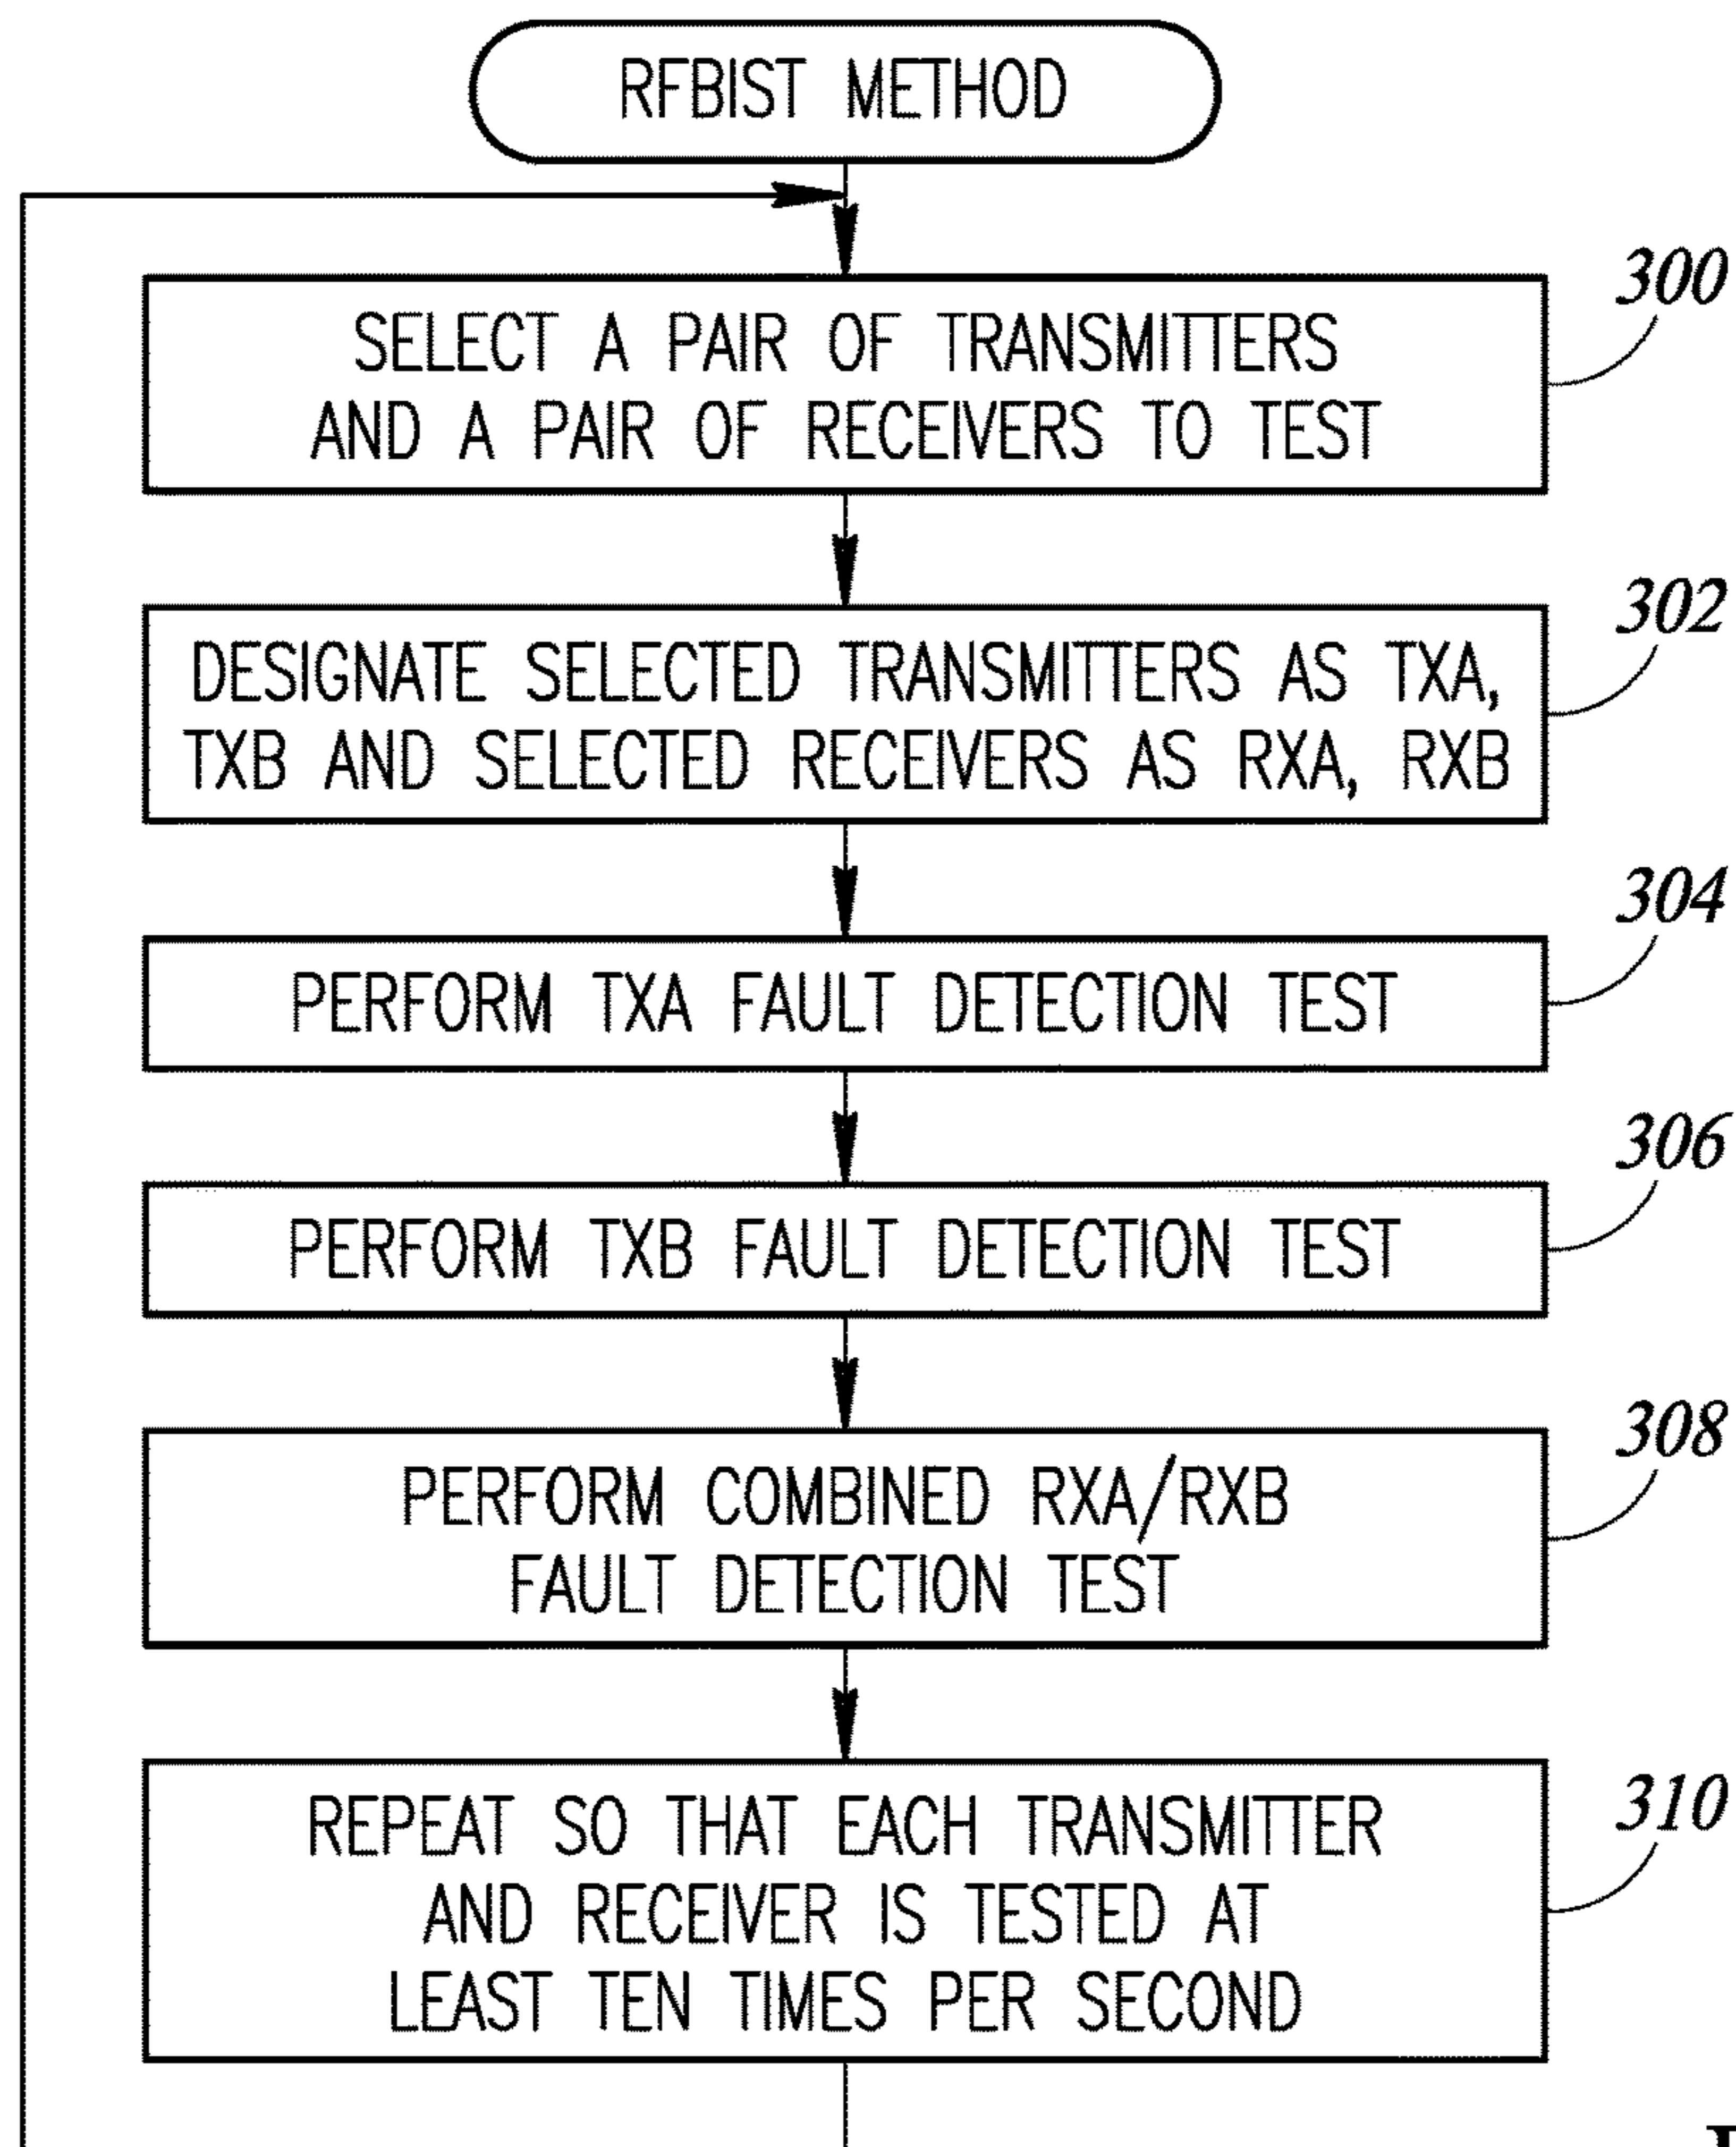 RFBIST METHOD
300
SELECT A PAIR OF TRANSMITTERS
AND A PAIR OF RECEIVERS TO TEST
302
DESIGNATE SELECTED TRANSMITTERS AS TXA,
TXB AND SELECTED RECEIVERS AS RXA, RXB
304
PERFORM TXA FAULT DETECTION TEST
306
PERFORM TXB FAULT DETECTION TEST
308
PERFORM COMBINED RXA/RXB
FAULT DETECTION TEST
310
REPEAT SO THAT EACH TRANSMITTER
AND RECEIVER IS TESTED AT
LEAST TEN TIMES PER SECOND